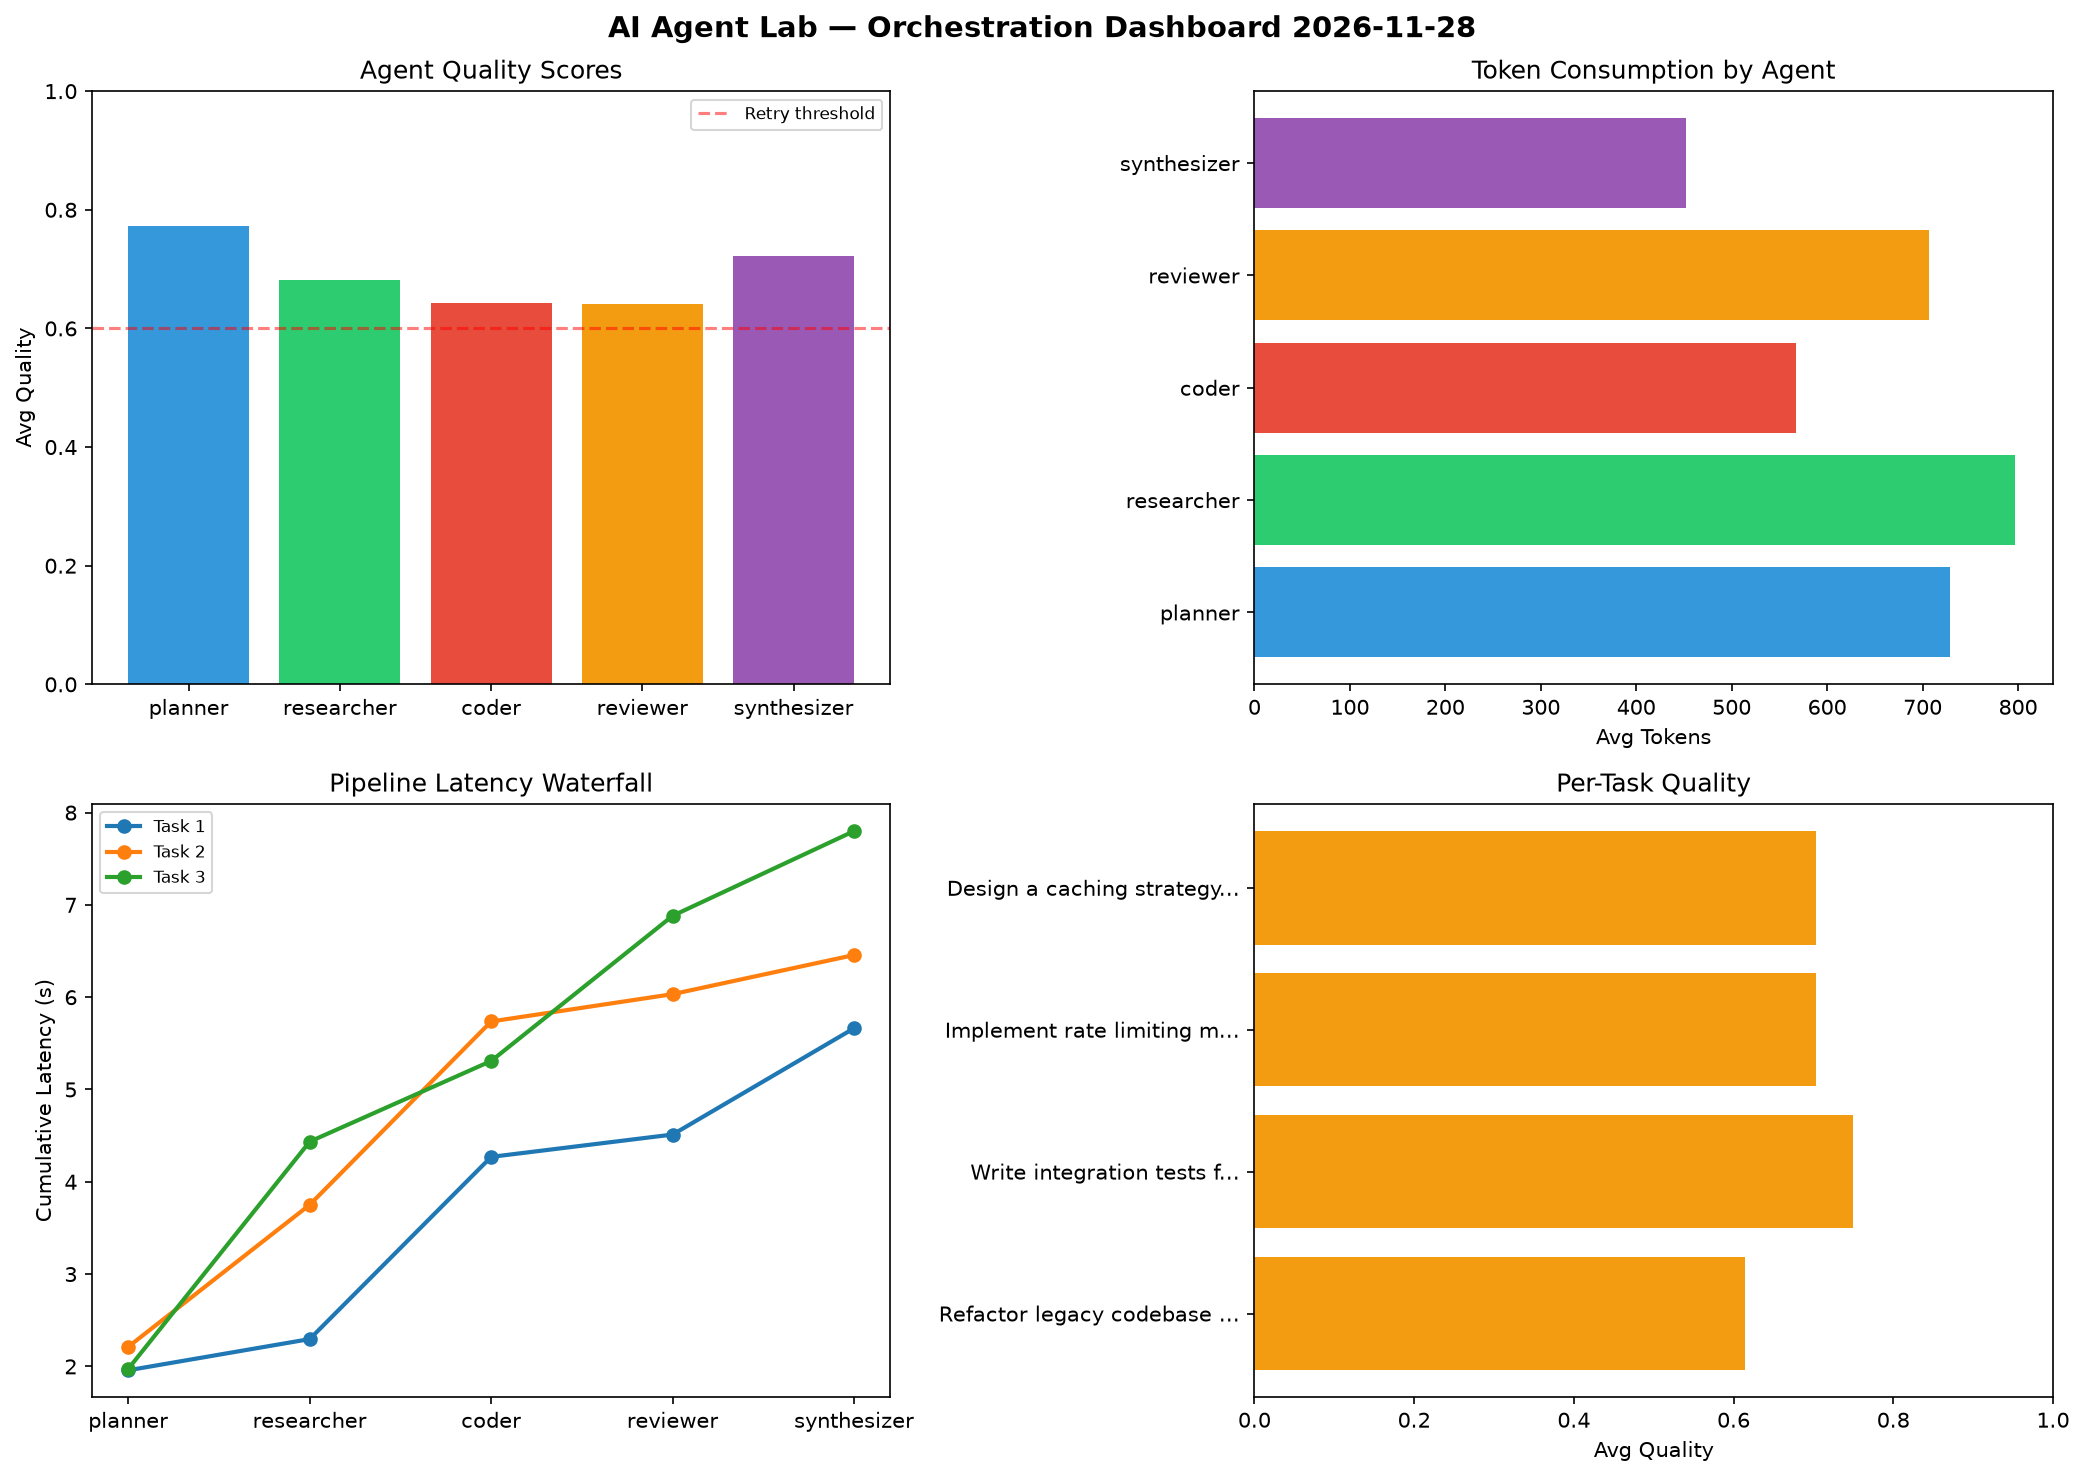 AI Agent Lab — Orchestration Dashboard 2026-11-28
Agent Quality Scores
1.0
0.8
0.6
0.4
0.2
0.0
Avg Quality
Retry threshold
planner
researcher
coder
reviewer
synthesizer
Token Consumption by Agent
synthesizer
reviewer
coder
researcher
planner
0
100
200
300
400
500
600
700
800
Avg Tokens
Pipeline Latency Waterfall
8
7
6
5
4
3
2
Cumulative Latency (s)
Task 1
Task 2
Task 3
planner
researcher
coder
reviewer
synthesizer
Per-Task Quality
Design a caching strategy...
Implement rate limiting m...
Write integration tests f...
Refactor legacy codebase ...
0.0
0.2
0.4
0.6
0.8
1.0
Avg Quality